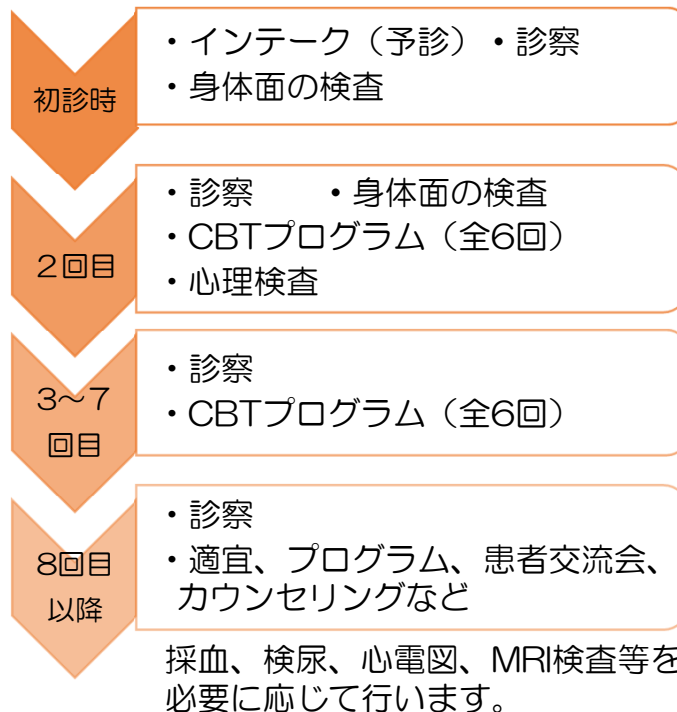 初診時
・インテーク（予診）・診察
・身体面の検査
２回目
・診察　　・身体面の検査
・CBTプログラム（全6回）
・心理検査
3～7
回目
・診察
・CBTプログラム（全6回）
8回目
以降
・診察
・適宜、プログラム、患者交流会、
カウンセリングなど
採血、検尿、心電図、MRI検査等を
必要に応じて行います。